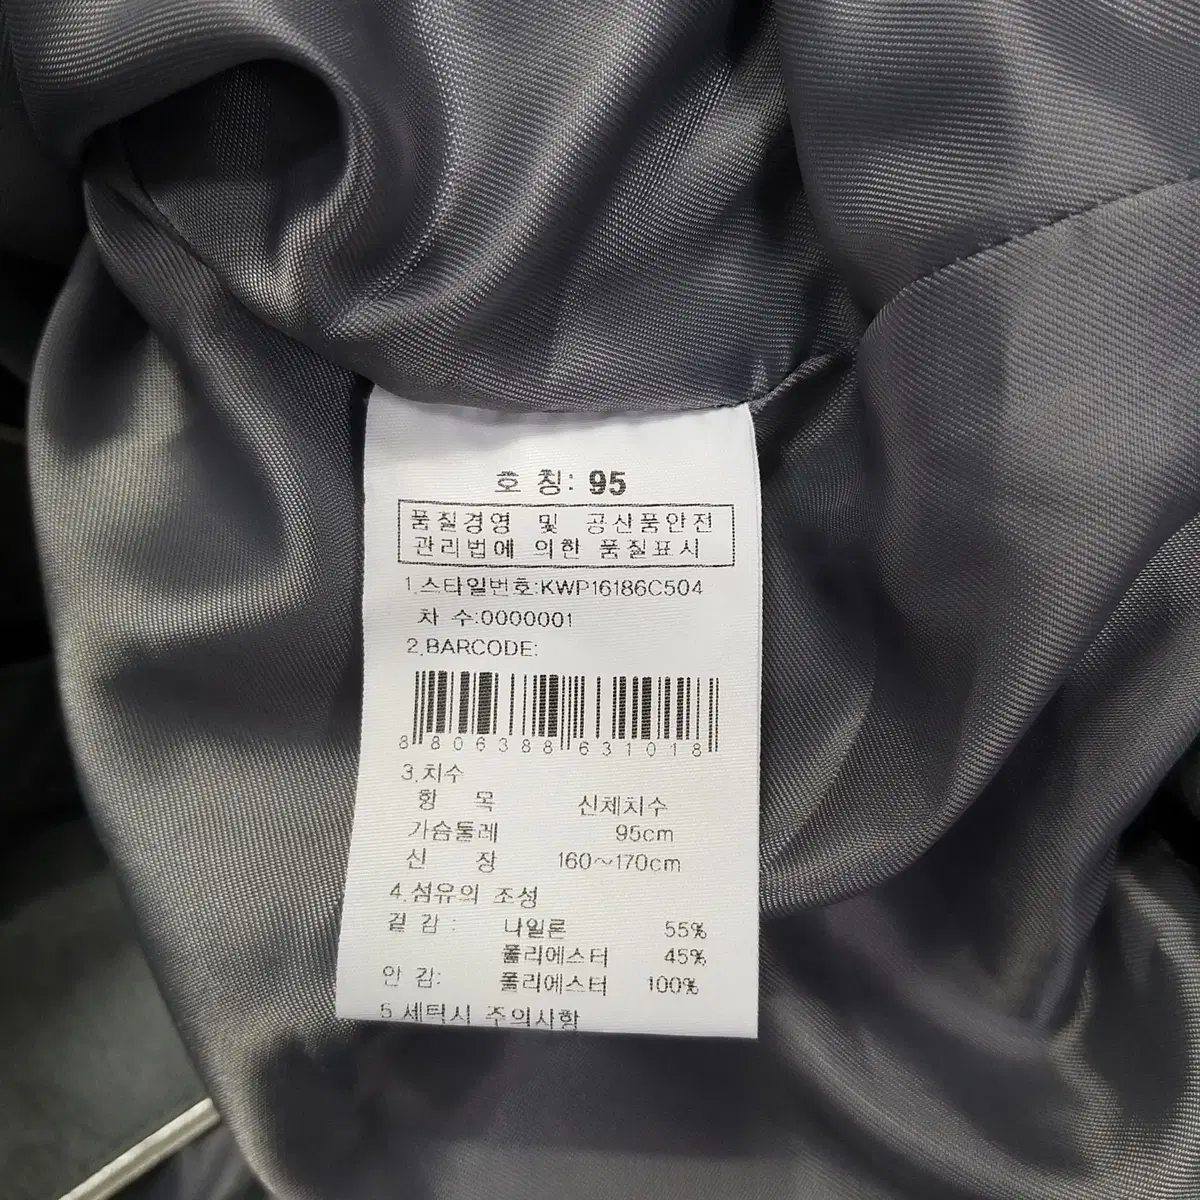 호 칭: 95
품질경영 및 공산품안전
관리법에 의한 품질표시
1.스타일번호:KWP16186C504
차 수:0000001
2.BARCODE:
8 806388 631018
3.치수
항 목 신체치수
가슴둘레 95cm
신 장 160~170cm
4.섬유의 조성
겉 감 : 나일론 55%
폴리에스터 45%
안 감: 폴리에스터 100%
5.세탁시 주의사항